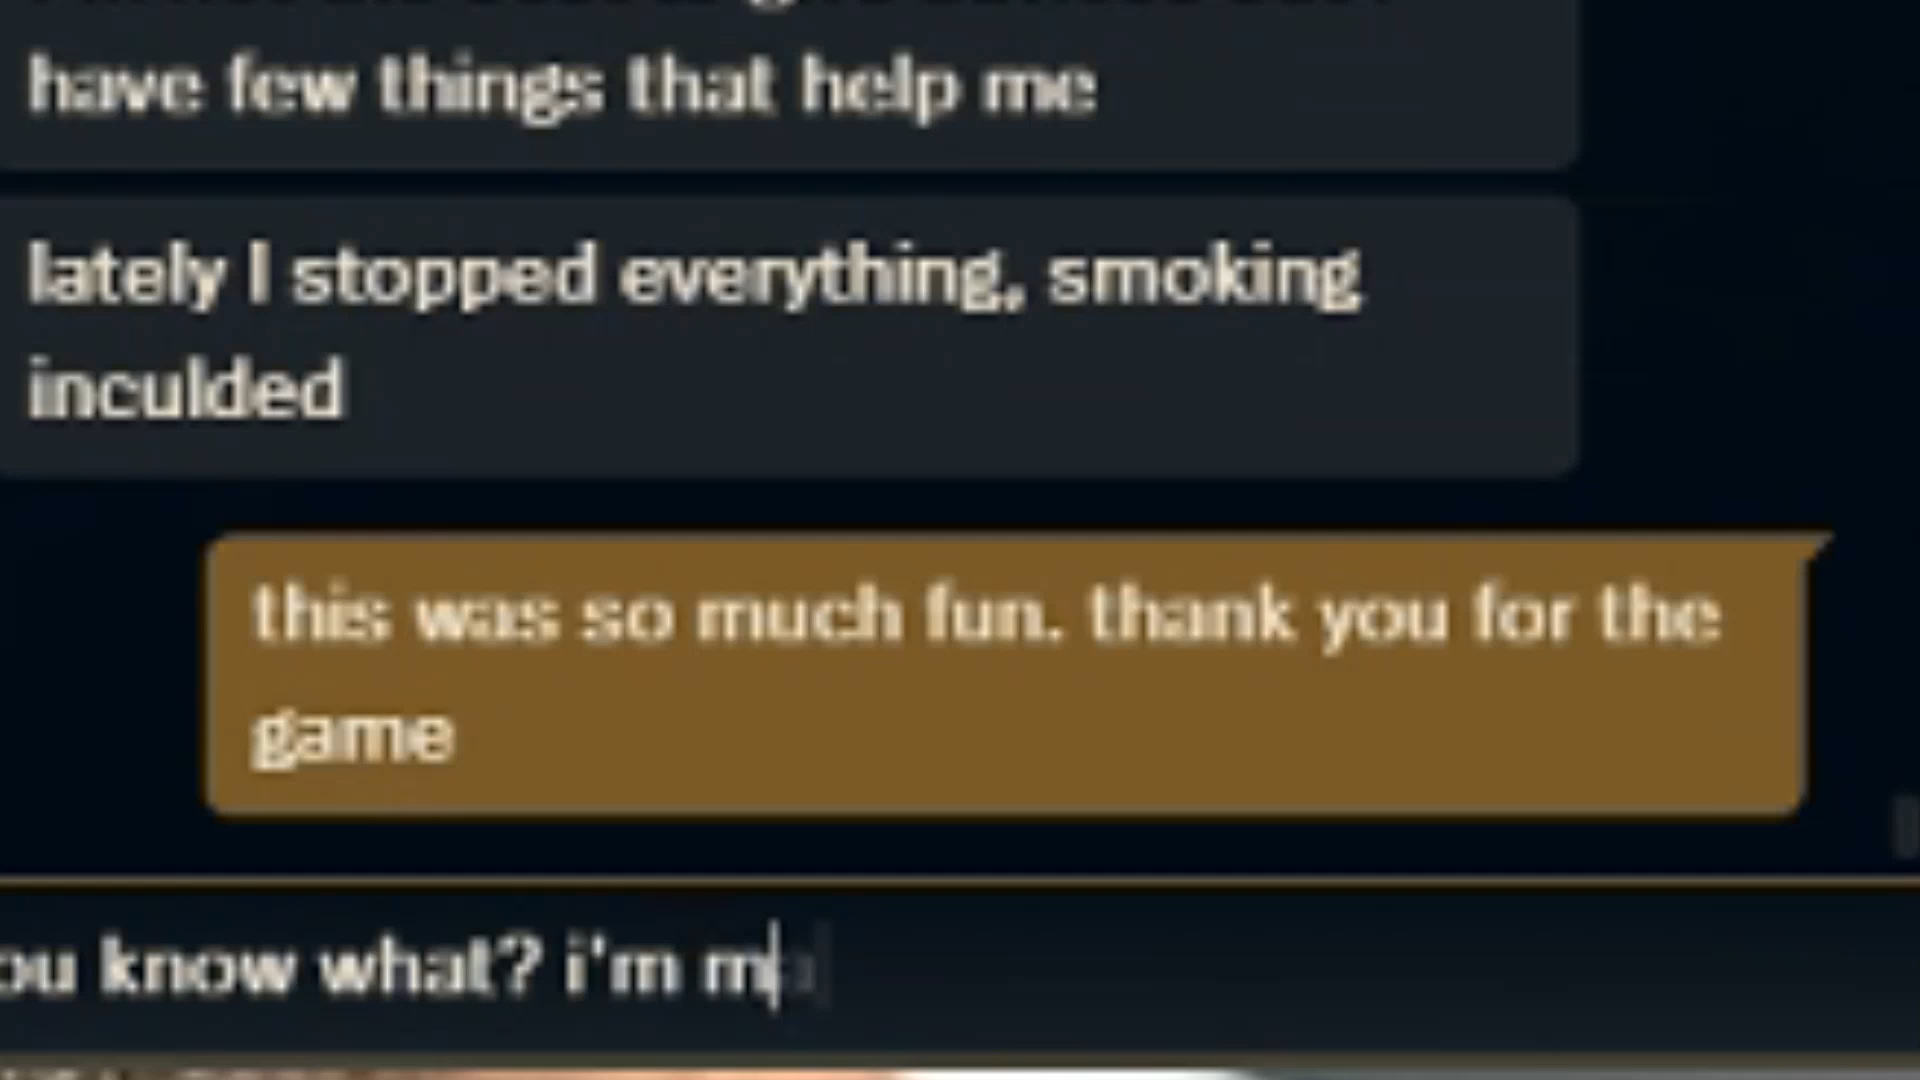 have few things that help me
lately I stopped everything, smoking
inculded
this was so much fun. thank you for the
game
ou know what? i'm m